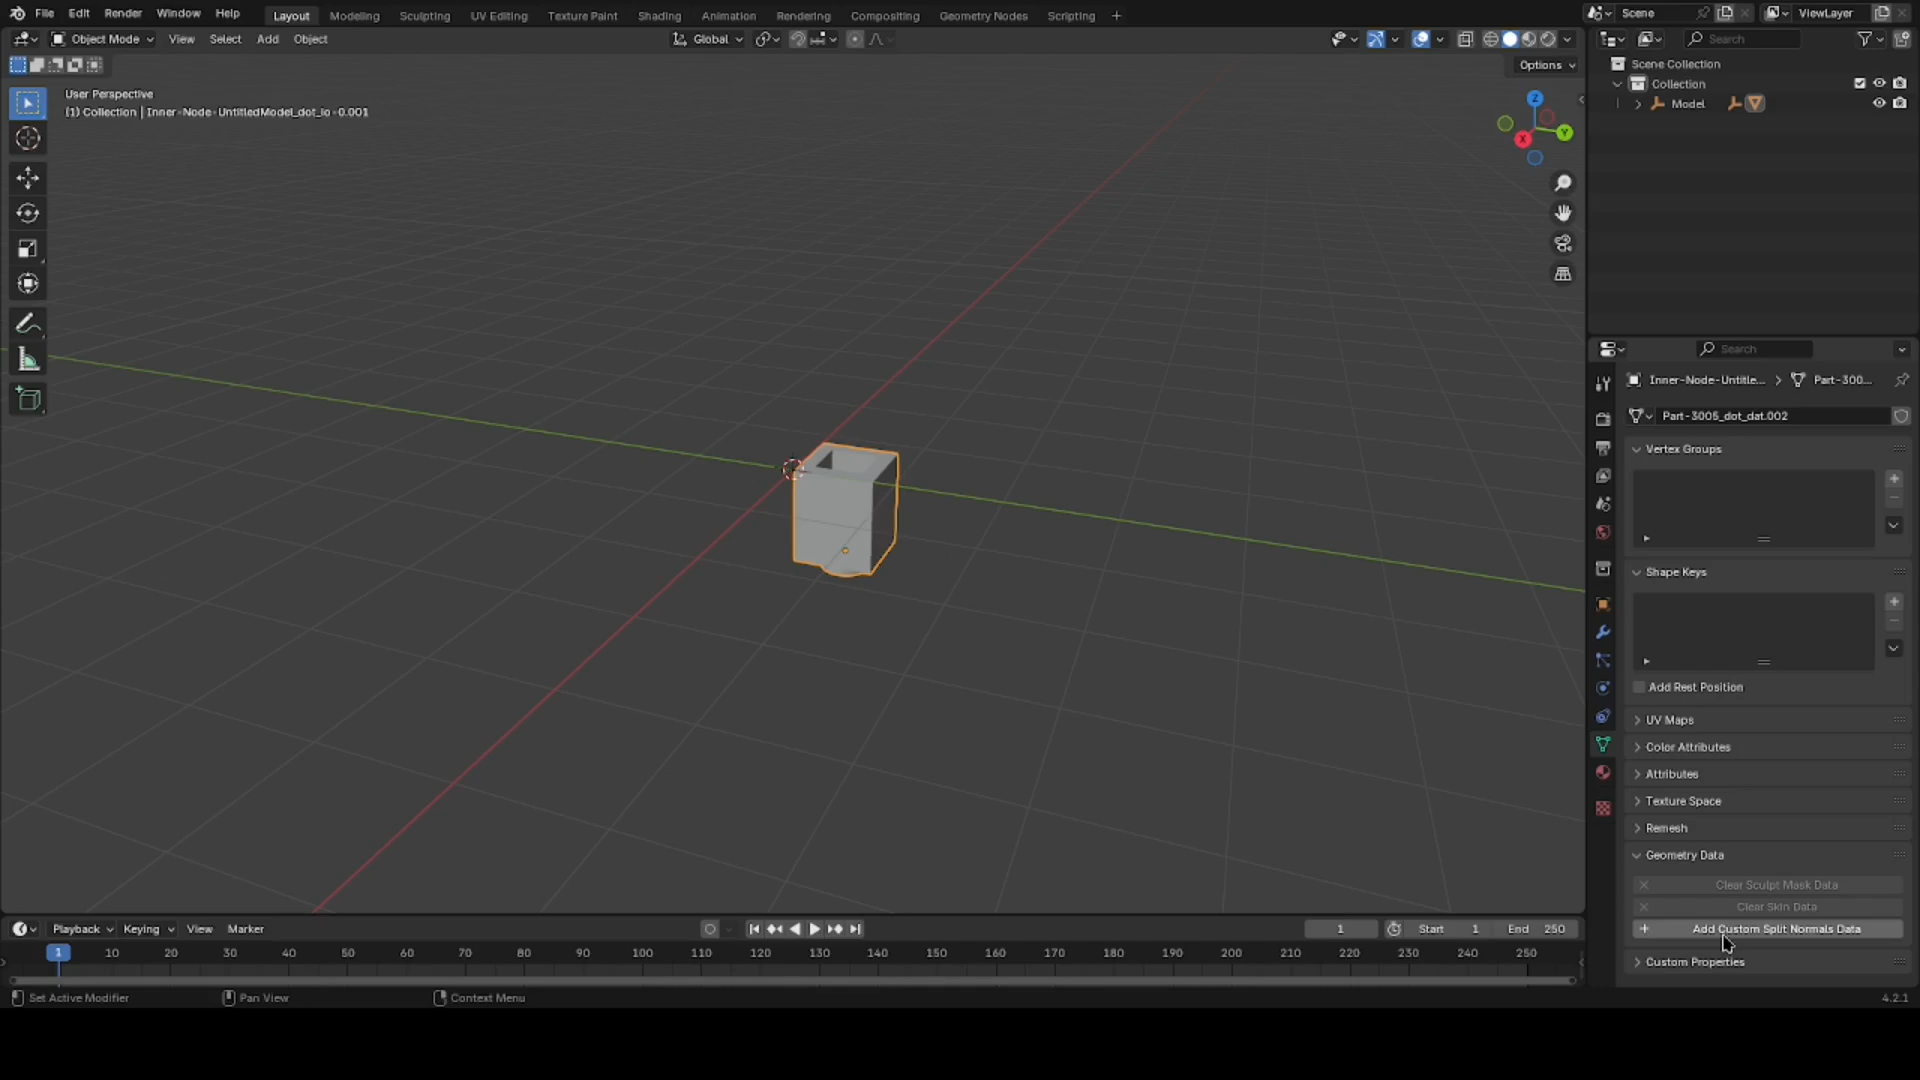 File Edit Render Window Help Layout Modeling Sculpting UV Editing Texture Paint Shading Animation Rendering Compositing Geometry Nodes Scripting + Scene ViewLayer
Object Mode View Select Add Object Global Search
Options
User Perspective
(1) Collection | Inner-Node-UntitledModel_dot_io-0.001
Z
Y
X
Scene Collection
Collection
Model
Search
Inner-Node-Untitle... > Part-300...
Part-3005_dot_dat.002
Vertex Groups
Shape Keys
Add Rest Position
UV Maps
Color Attributes
Attributes
Texture Space
Remesh
Geometry Data
Clear Sculpt Mask Data
Clear Skin Data
Add Custom Split Normals Data
Custom Properties
Playback Keying View Marker 1 Start 1 End 250
1 10 20 30 40 50 60 70 80 90 100 110 120 130 140 150 160 170 180 190 200 210 220 230 240 250
Set Active Modifier Pan View Context Menu 4.2.1